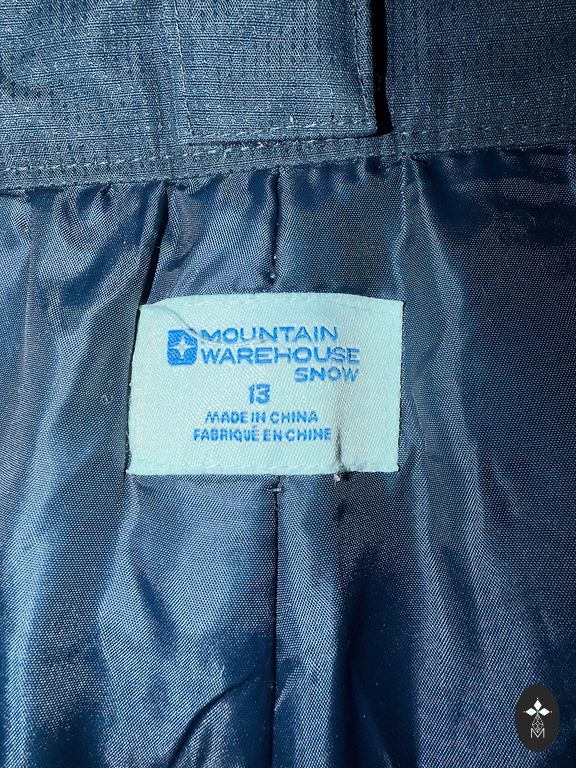 MOUNTAIN
WAREHOUSE
SNOW
13
MADE IN CHINA
FABRIQUÉ EN CHINE
M